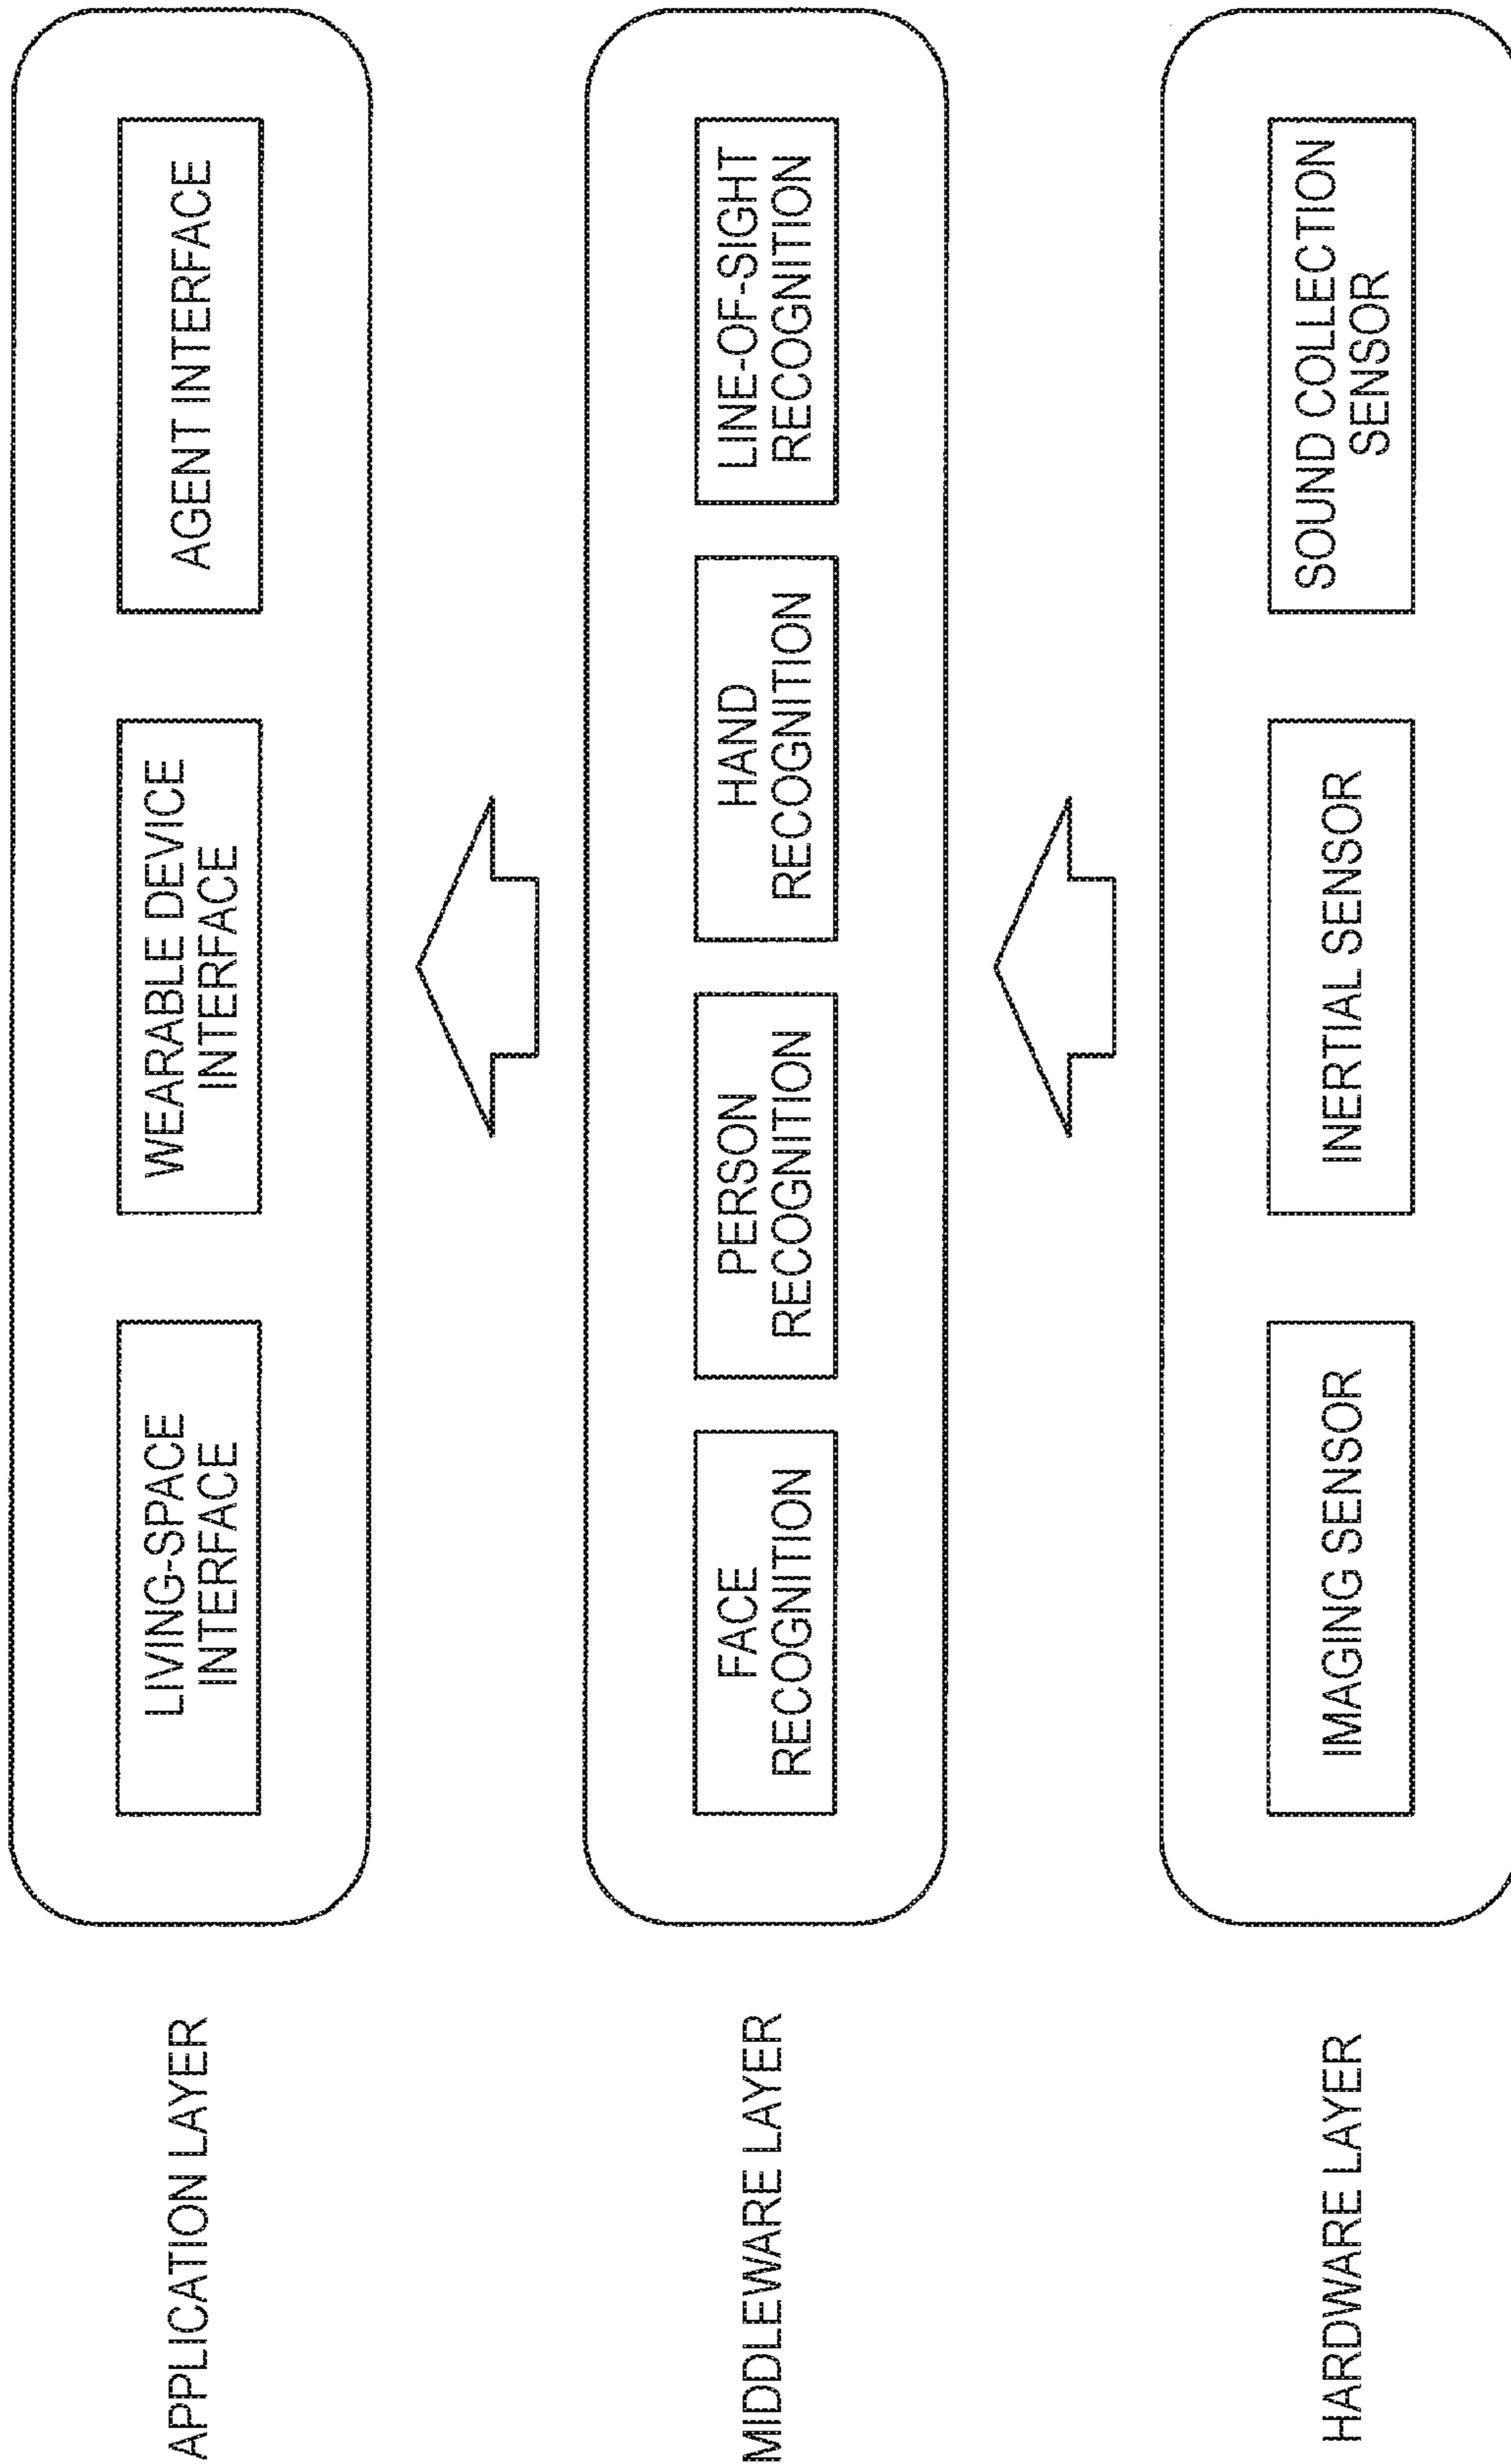 APPLICATION LAYER
LIVING-SPACE
INTERFACE
WEARABLE DEVICE
INTERFACE
AGENT INTERFACE
MIDDLEWARE LAYER
FACE
RECOGNITION
PERSON
RECOGNITION
HAND
RECOGNITION
LINE-OF-SIGHT
RECOGNITION
HARDWARE LAYER
IMAGING SENSOR
INERTIAL SENSOR
SOUND COLLECTION
SENSOR